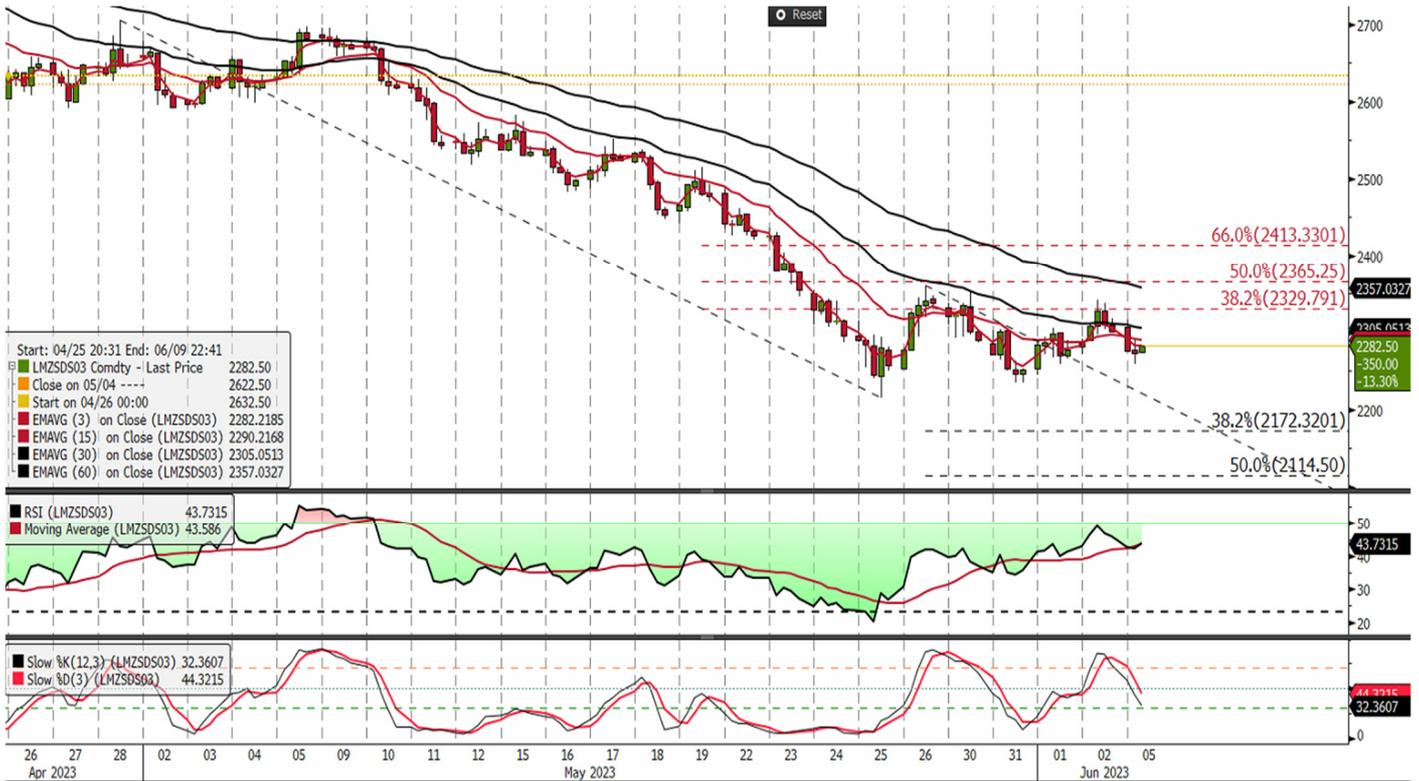 Reset
2700
2600
2500
66.0%(2413.3301)
2400
50.0%(2365.25)
2357.0327
38.2%(2329.791)
2305.0513
2282.50
-350.00
-13.30%
2200
38.2%(2172.3201)
50.0%(2114.50)
Start: 04/25 20:31 End: 06/09 22:41
LMZSDS03 Comdty - Last Price 2282.50
Close on 05/04 ---- 2622.50
Start on 04/26 00:00 2632.50
EMAVG (3) on Close (LMZSDS03) 2282.2185
EMAVG (15) on Close (LMZSDS03) 2290.2168
EMAVG (30) on Close (LMZSDS03) 2305.0513
EMAVG (60) on Close (LMZSDS03) 2357.0327
RSI (LMZSDS03) 43.7315
Moving Average (LMZSDS03) 43.586
50
43.7315
40
30
20
Slow %K(12,3) (LMZSDS03) 32.3607
Slow %D(3) (LMZSDS03) 44.3215
44.3215
32.3607
0
26 27 28 02 03 04 05 09 10 11 12 15 16 17 18 19 22 23 24 25 26 30 31 01 02 05
Apr 2023 May 2023 Jun 2023